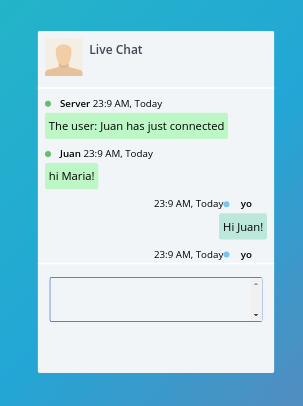 Live Chat
Server 23:9 AM, Today
The user: Juan has just connected
Juan 23:9 AM, Today
hi Maria!
23:9 AM, Today yo
Hi Juan!
23:9 AM, Today yo